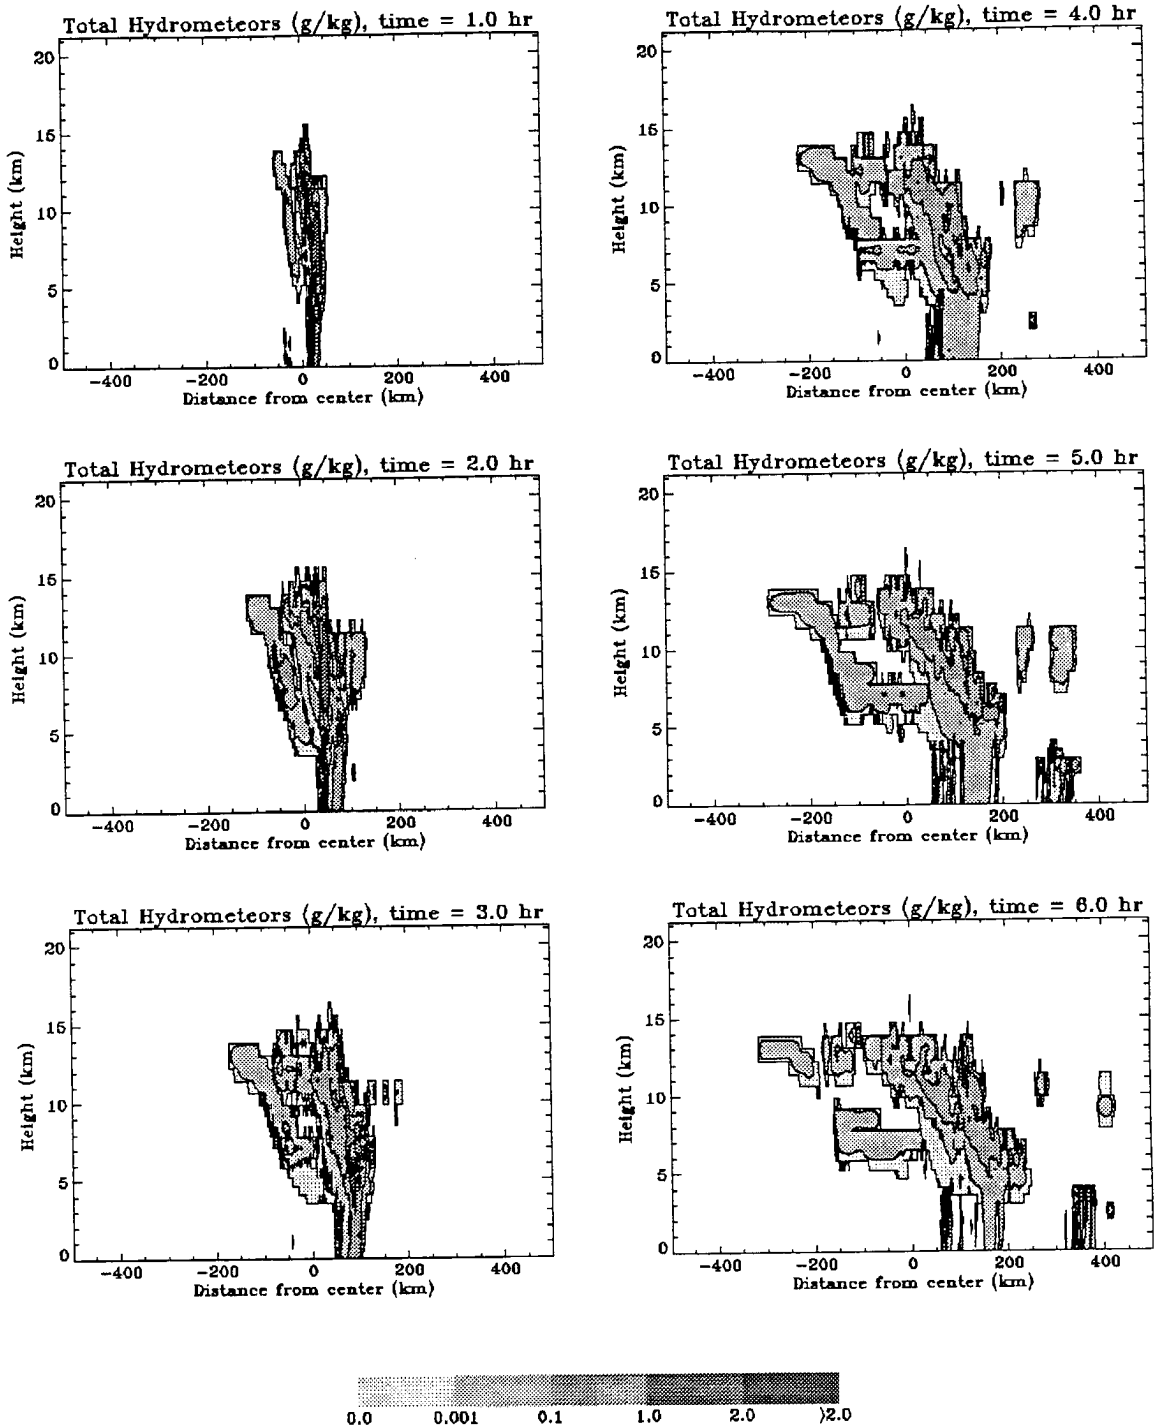 Total Hydrometeors (g/kg), time = 1.0 hr
20
15
10
5
0
Height (km)
-400 -200 0 200 400
Distance from center (km)
Total Hydrometeors (g/kg), time = 4.0 hr
20
15
10
5
0
Height (km)
-400 -200 0 200 400
Distance from center (km)
Total Hydrometeors (g/kg), time = 2.0 hr
20
15
10
5
0
Height (km)
-400 -200 0 200 400
Distance from center (km)
Total Hydrometeors (g/kg), time = 5.0 hr
20
15
10
5
0
Height (km)
-400 -200 0 200 400
Distance from center (km)
Total Hydrometeors (g/kg), time = 3.0 hr
20
15
10
5
0
Height (km)
-400 -200 0 200 400
Distance from center (km)
Total Hydrometeors (g/kg), time = 6.0 hr
20
15
10
5
0
Height (km)
-400 -200 0 200 400
Distance from center (km)
0.0 0.001 0.1 1.0 2.0 >2.0